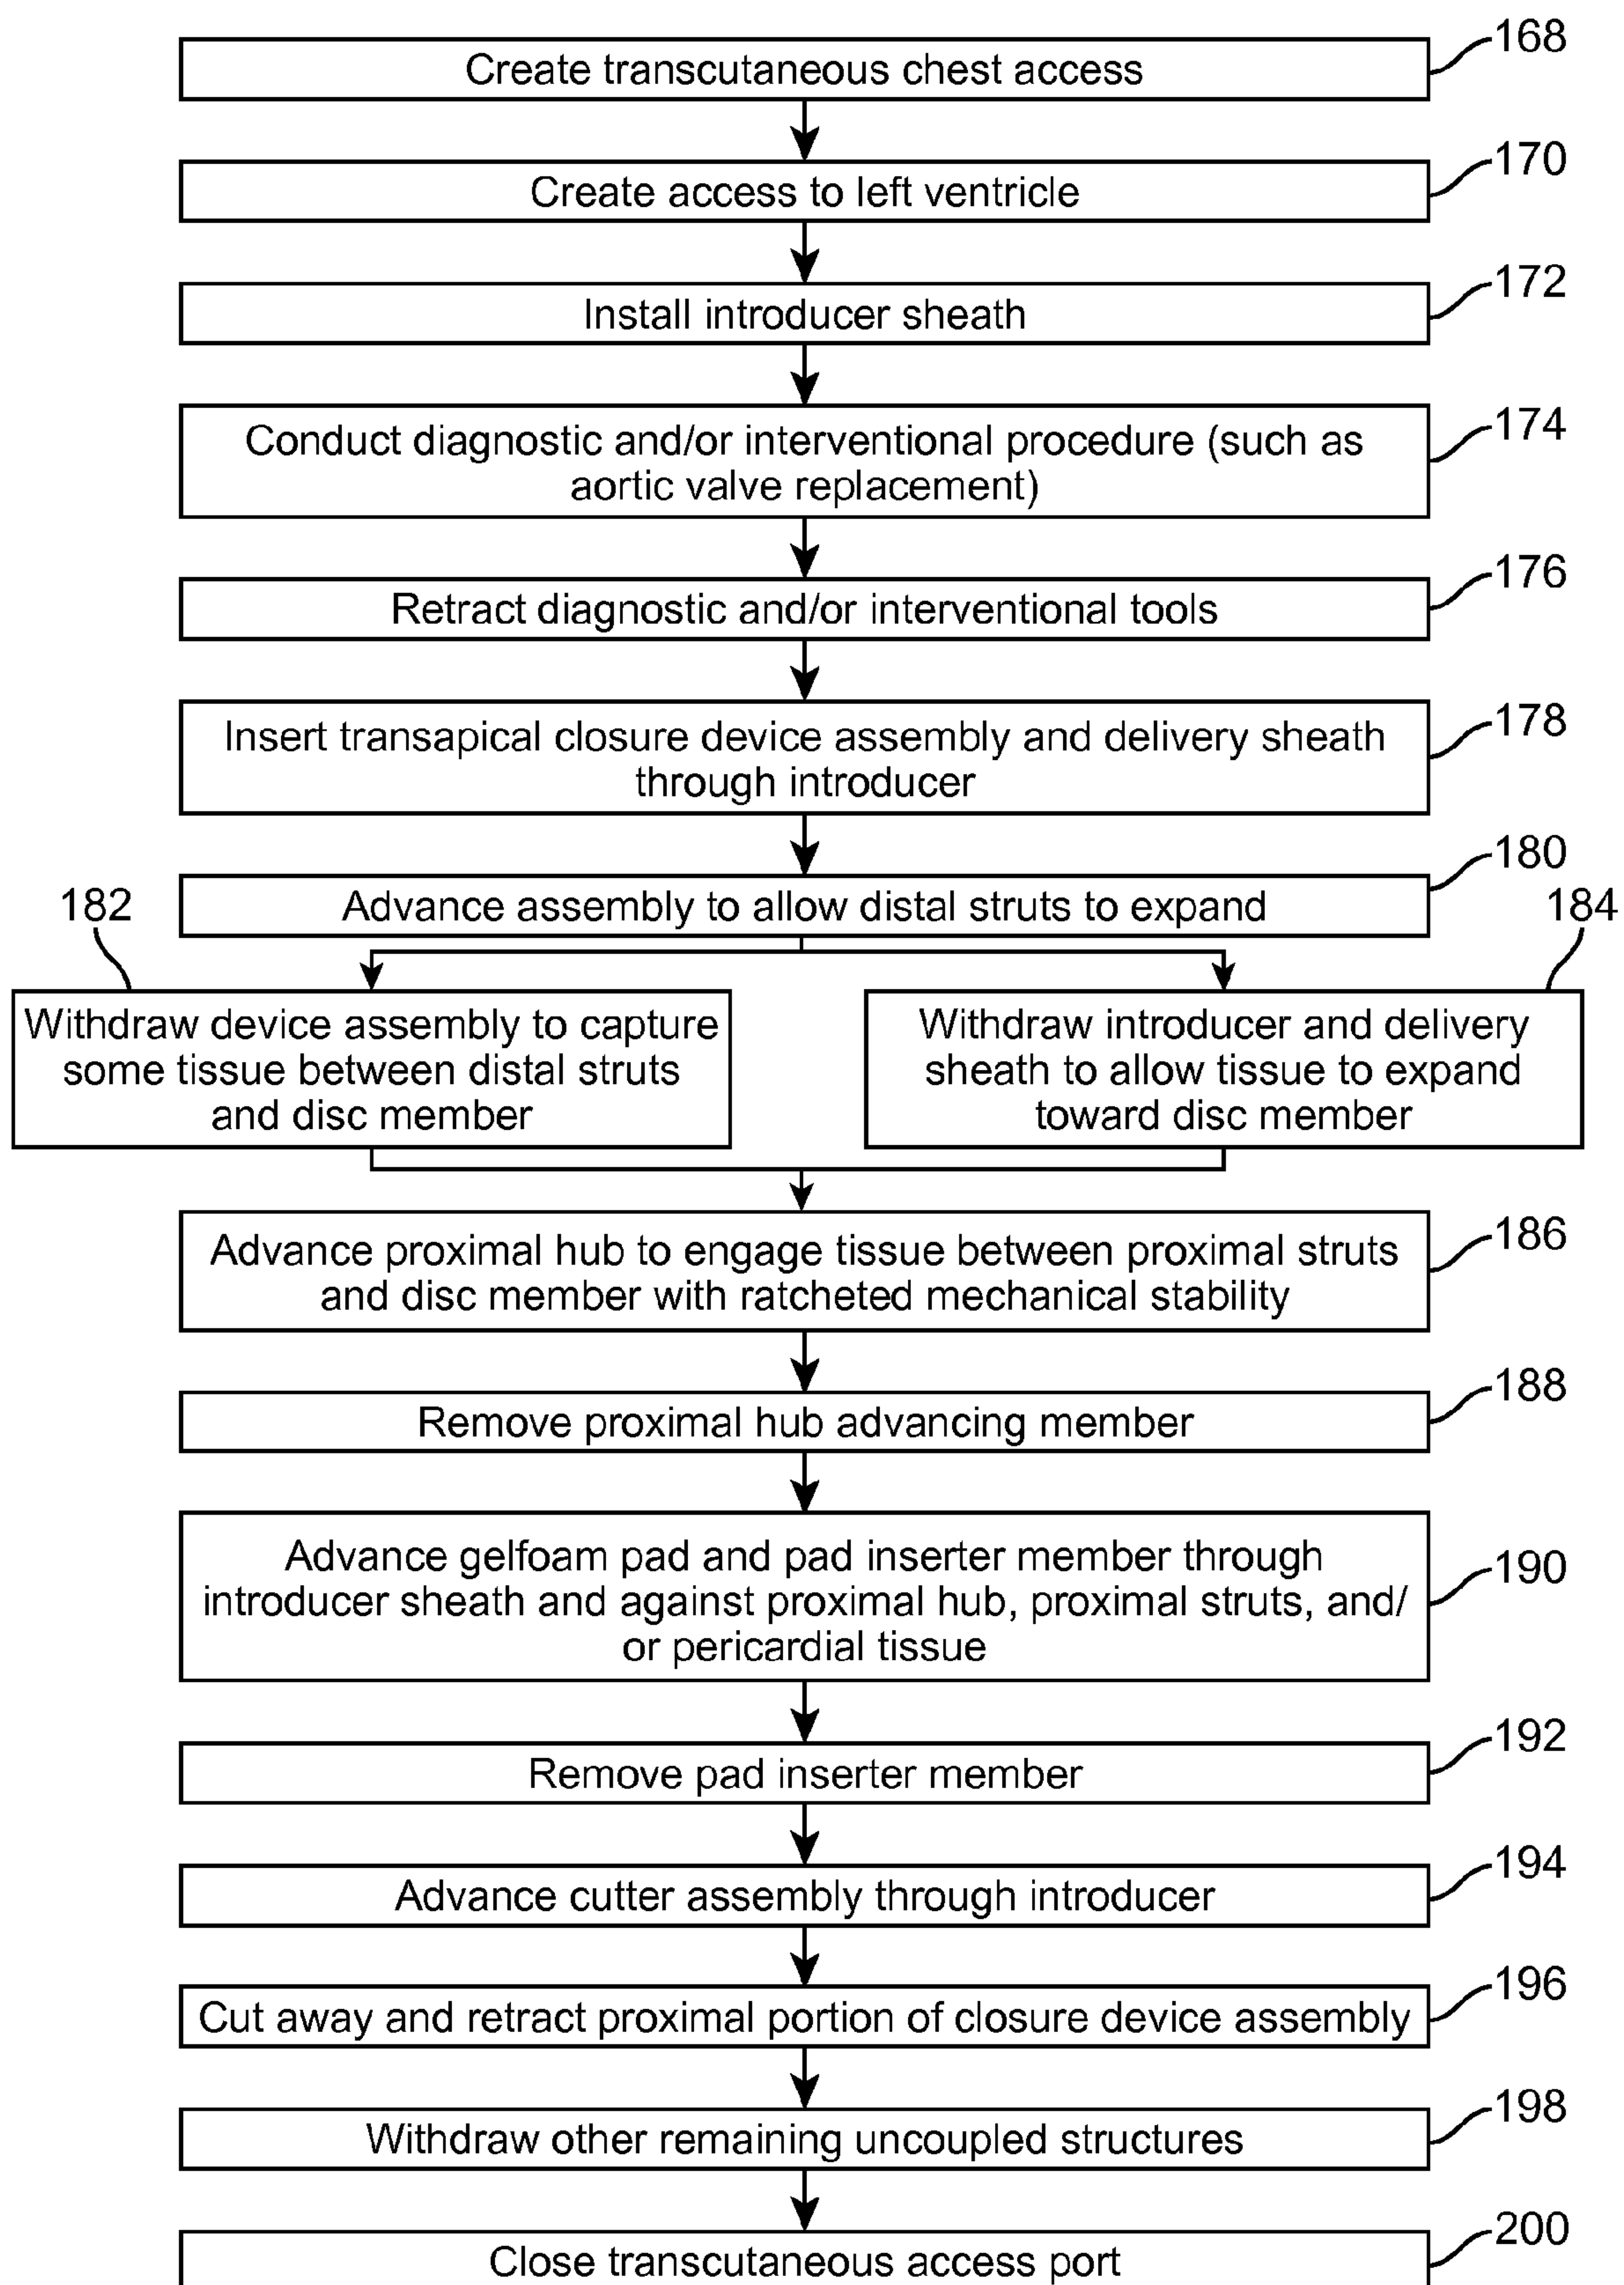 168
Create transcutaneous chest access
170
Create access to left ventricle
172
Install introducer sheath
174
Conduct diagnostic and/or interventional procedure (such as
aortic valve replacement)
176
Retract diagnostic and/or interventional tools
178
Insert transapical closure device assembly and delivery sheath
through introducer
180
Advance assembly to allow distal struts to expand
182
Withdraw device assembly to capture
some tissue between distal struts
and disc member
184
Withdraw introducer and delivery
sheath to allow tissue to expand
toward disc member
186
Advance proximal hub to engage tissue between proximal struts
and disc member with ratcheted mechanical stability
188
Remove proximal hub advancing member
190
Advance gelfoam pad and pad inserter member through
introducer sheath and against proximal hub, proximal struts, and/
or pericardial tissue
192
Remove pad inserter member
194
Advance cutter assembly through introducer
196
Cut away and retract proximal portion of closure device assembly
198
Withdraw other remaining uncoupled structures
200
Close transcutaneous access port